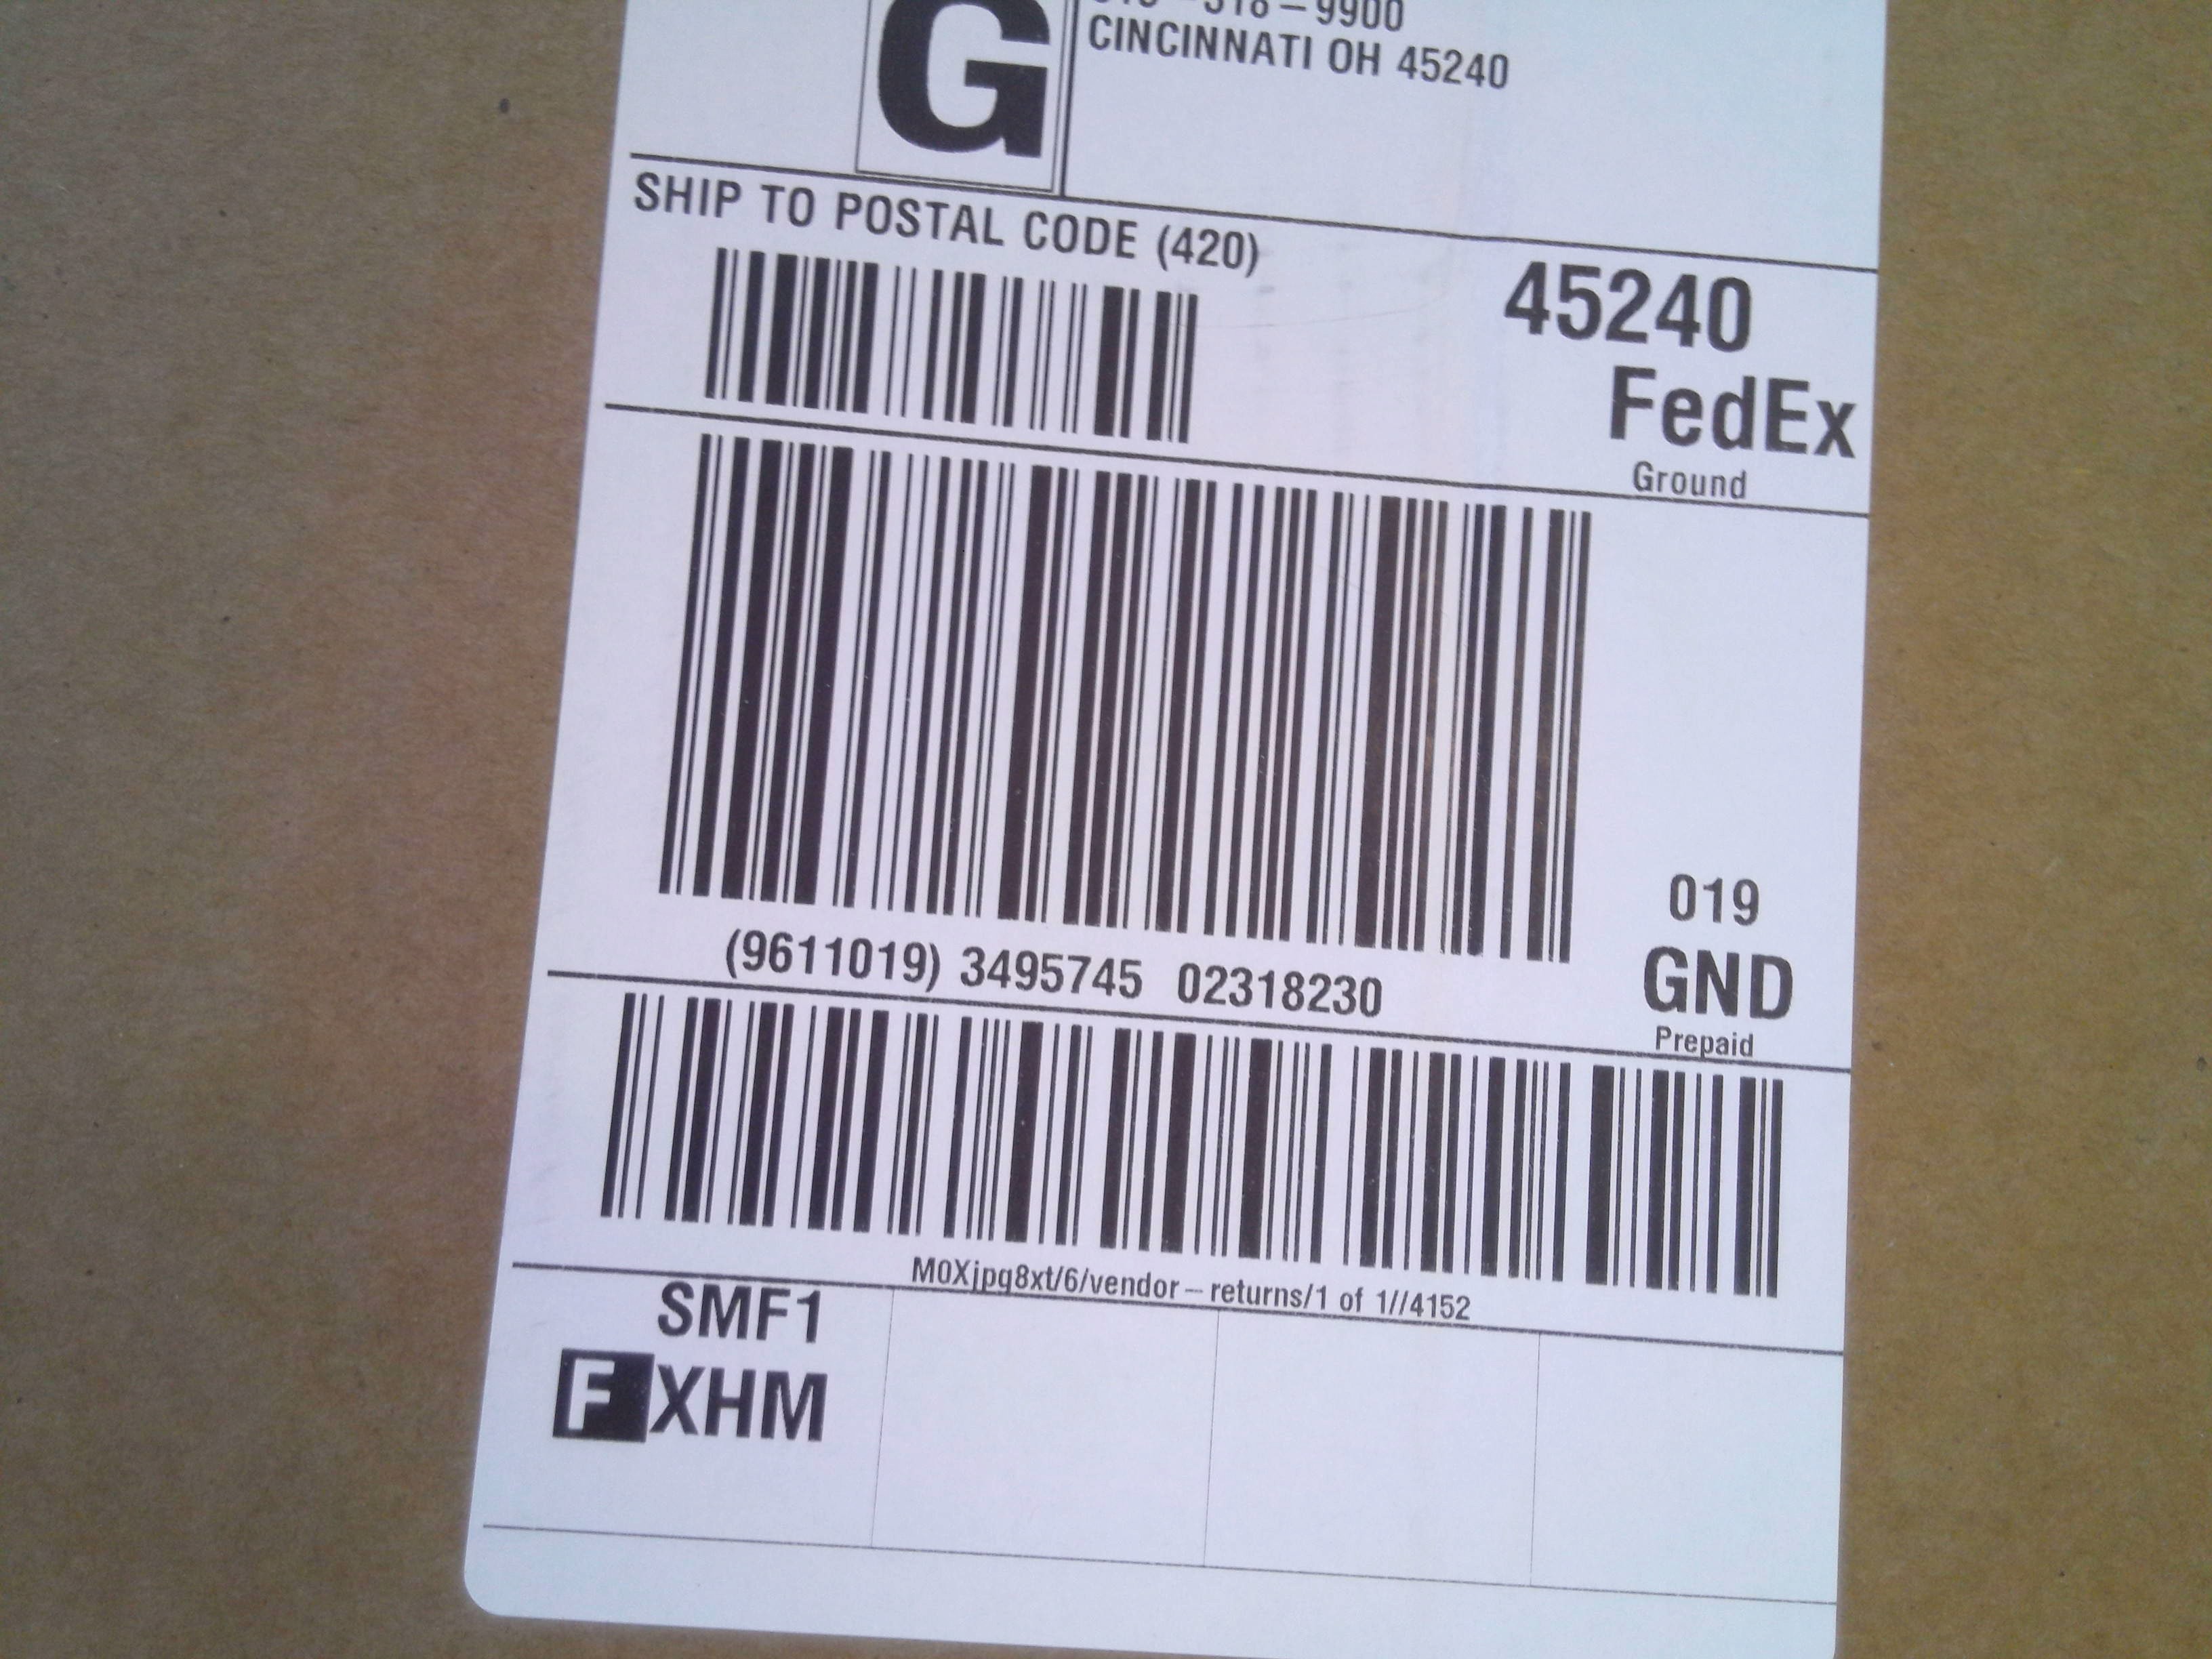 G
CINCINNATI OH 45240
SHIP TO POSTAL CODE (420)
45240
FedEx
Ground
019
(9611019) 3495745 02318230
GND
Prepaid
M0Xjpq8xt/6/vendor – returns/1 of 1//4152
SMF1
FXHM